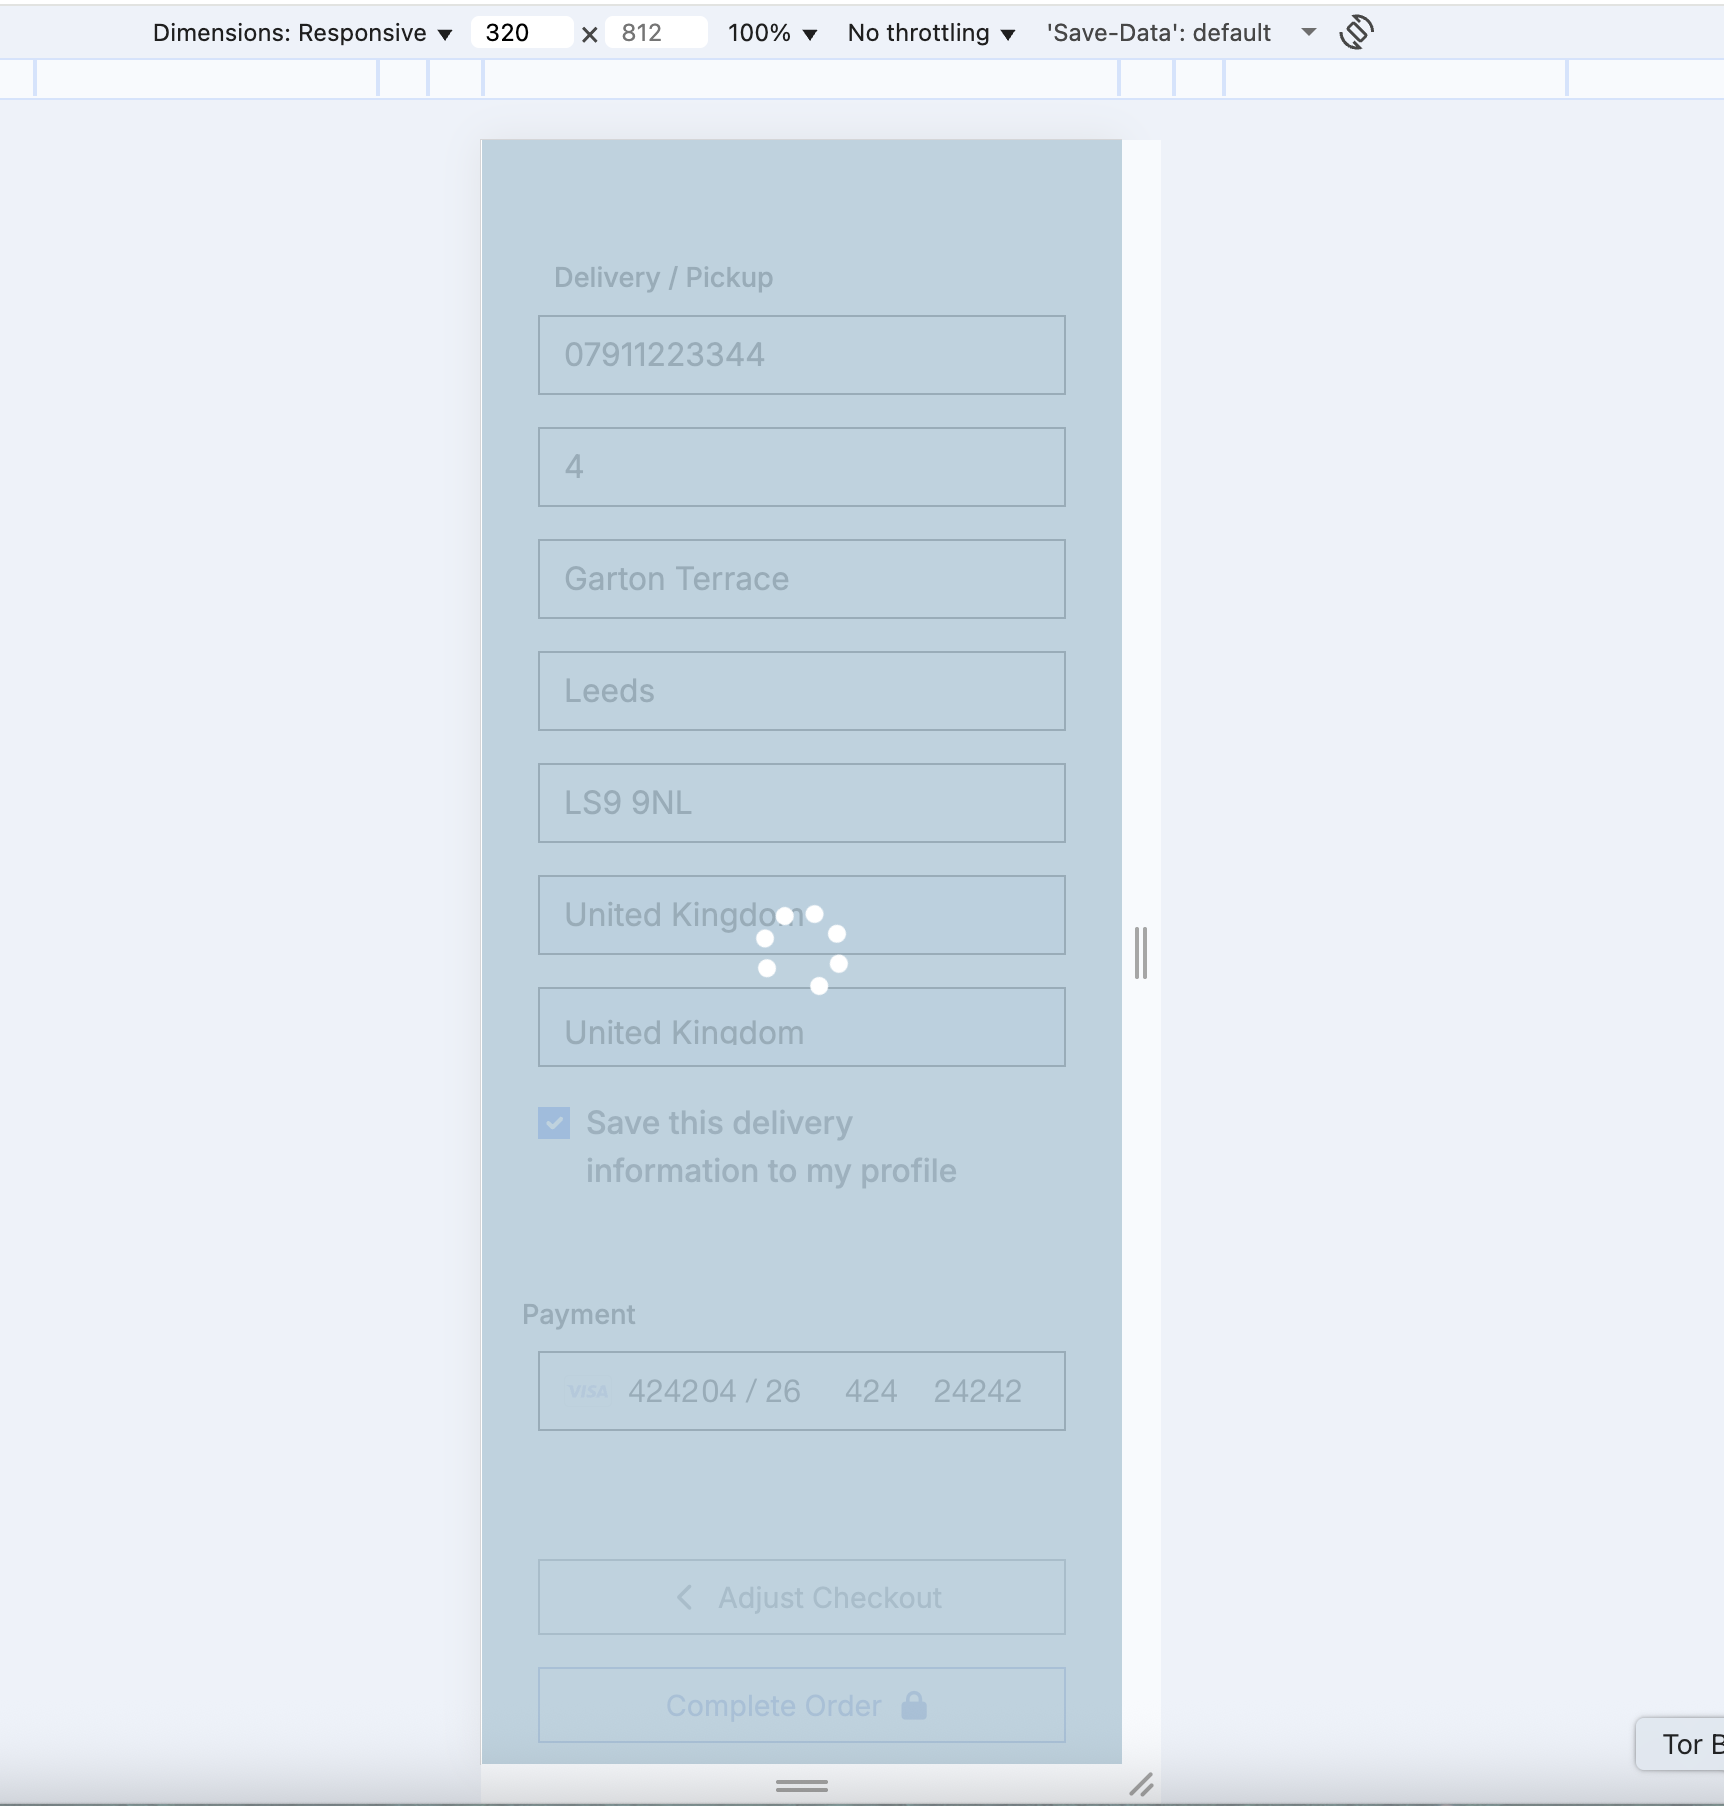 Dimensions: Responsive ▼ 320 × 812 100% ▼ No throttling ▼ 'Save-Data': default
Delivery / Pickup
07911223344
4
Garton Terrace
Leeds
LS9 9NL
United Kingdom
United Kingdom
Save this delivery
information to my profile
Payment
VISA 424204 / 26 424 24242
Adjust Checkout
Complete Order
Tor B